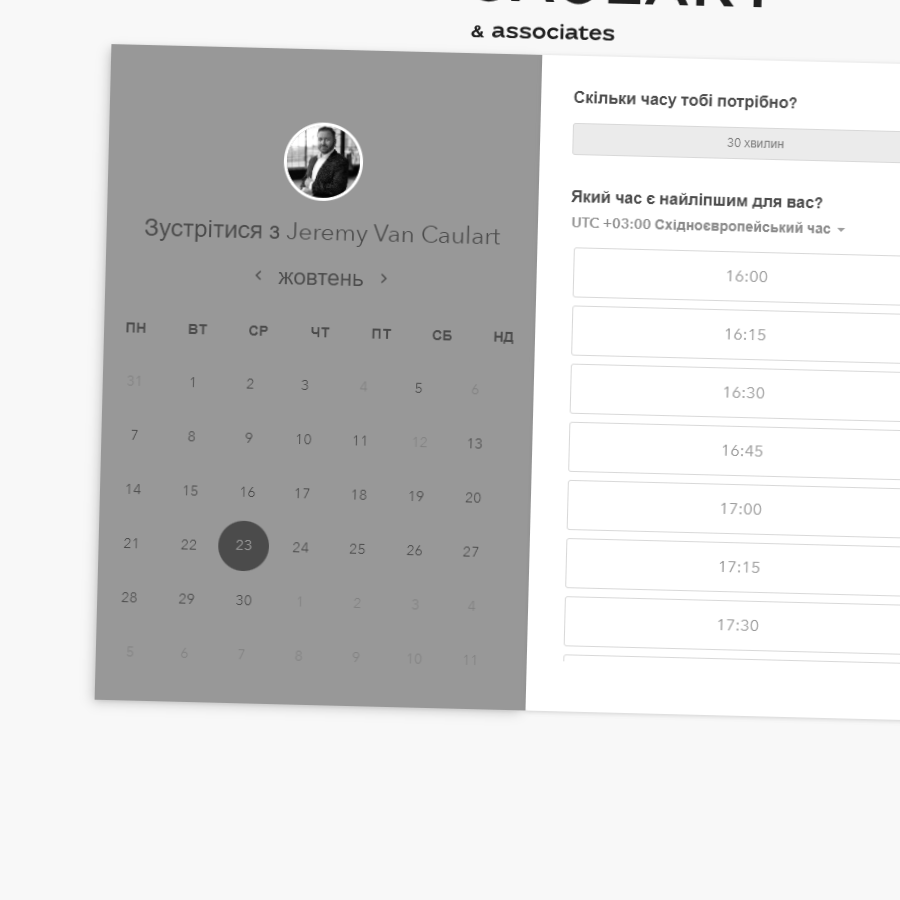 & associates
Зустрітися з Jeremy Van Caulart
жовтень
ПН ВТ СР ЧТ ПТ СБ НД
31 1 2 3 4 5 6
7 8 9 10 11 12 13
14 15 16 17 18 19 20
21 22 23 24 25 26 27
28 29 30 1 2 3 4
5 6 7 8 9 10 11
Скільки часу тобі потрібно?
30 хвилин
Який час є найліпшим для вас?
UTC +03:00 Східноєвропейський час
16:00
16:15
16:30
16:45
17:00
17:15
17:30